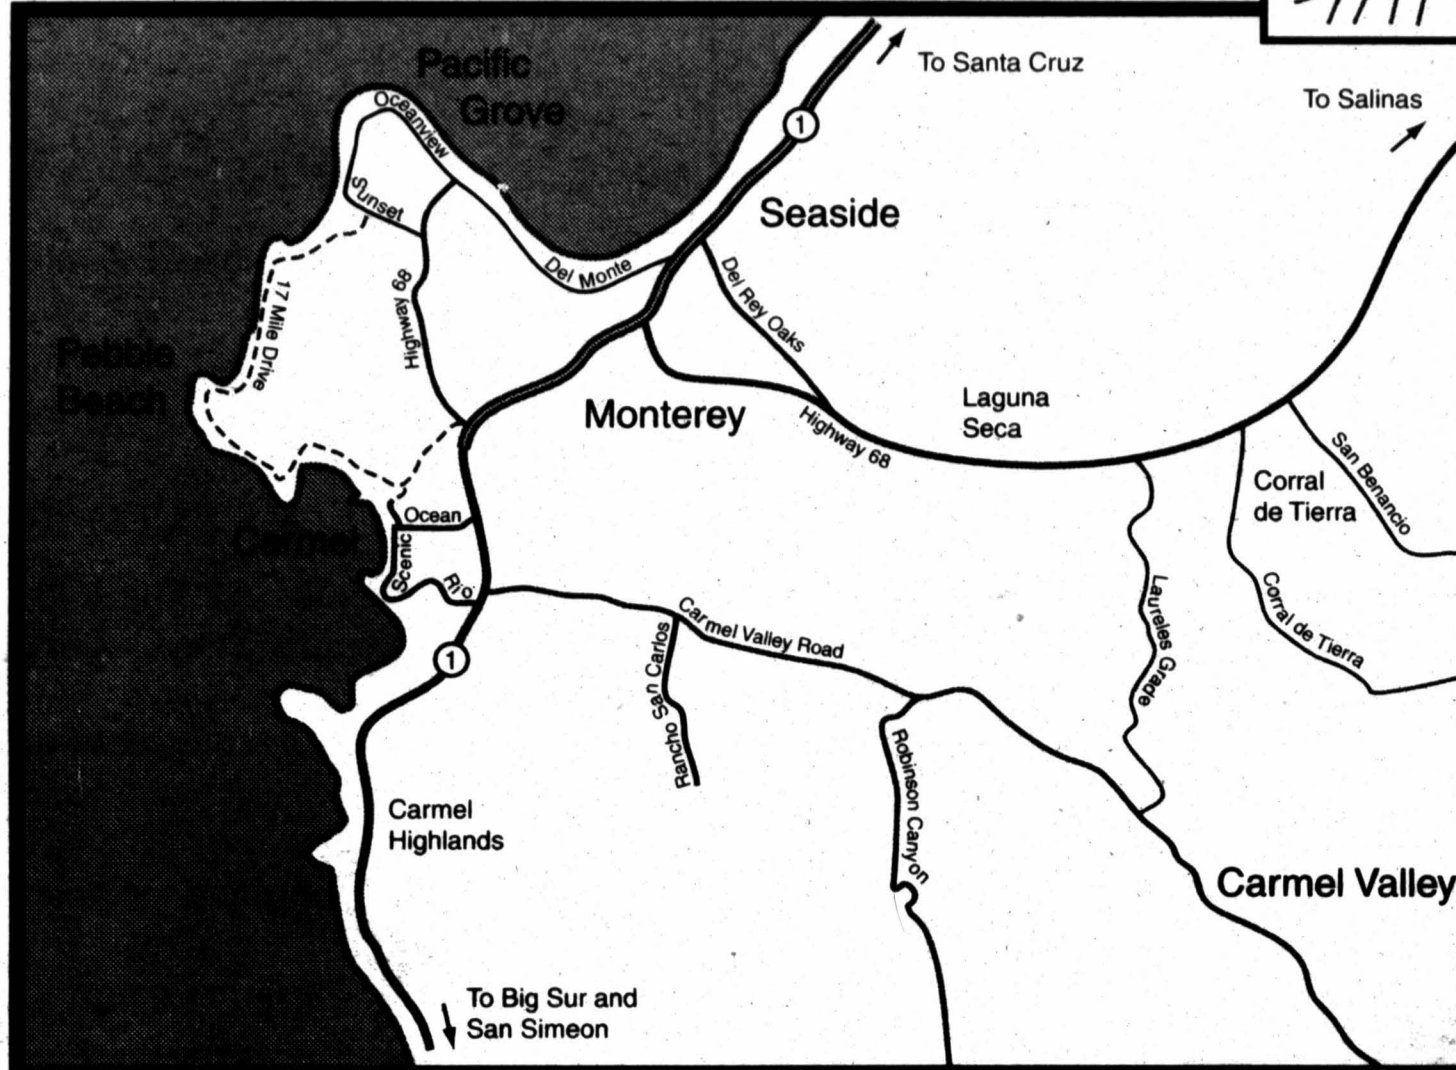 Pacific
Grove
To Santa Cruz
To Salinas
Oceanview
1
Sunset
Seaside
Del Monte
Del Rey Oaks
17 Mile Drive
Highway 68
Pebble
Beach
Monterey
Laguna
Seca
Highway 68
San Benancio
Corral
de Tierra
Ocean
Carmel
Scenic
Rio
Laureles Grade
Corral de Tierra
Carmel Valley Road
1
Rancho San Carlos
Robinson Canyon
Carmel
Highlands
Carmel Valley
To Big Sur and
San Simeon